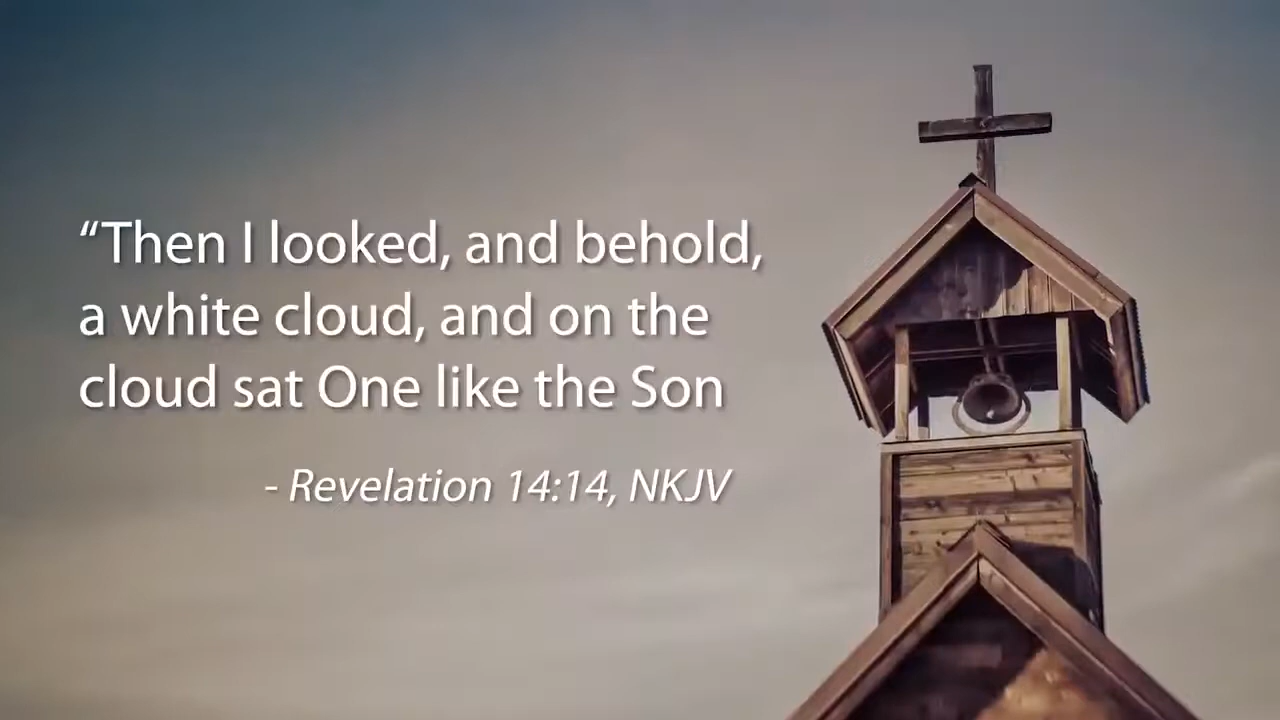 “Then I looked, and behold,
a white cloud, and on the
cloud sat One like the Son
- Revelation 14:14, NKJV